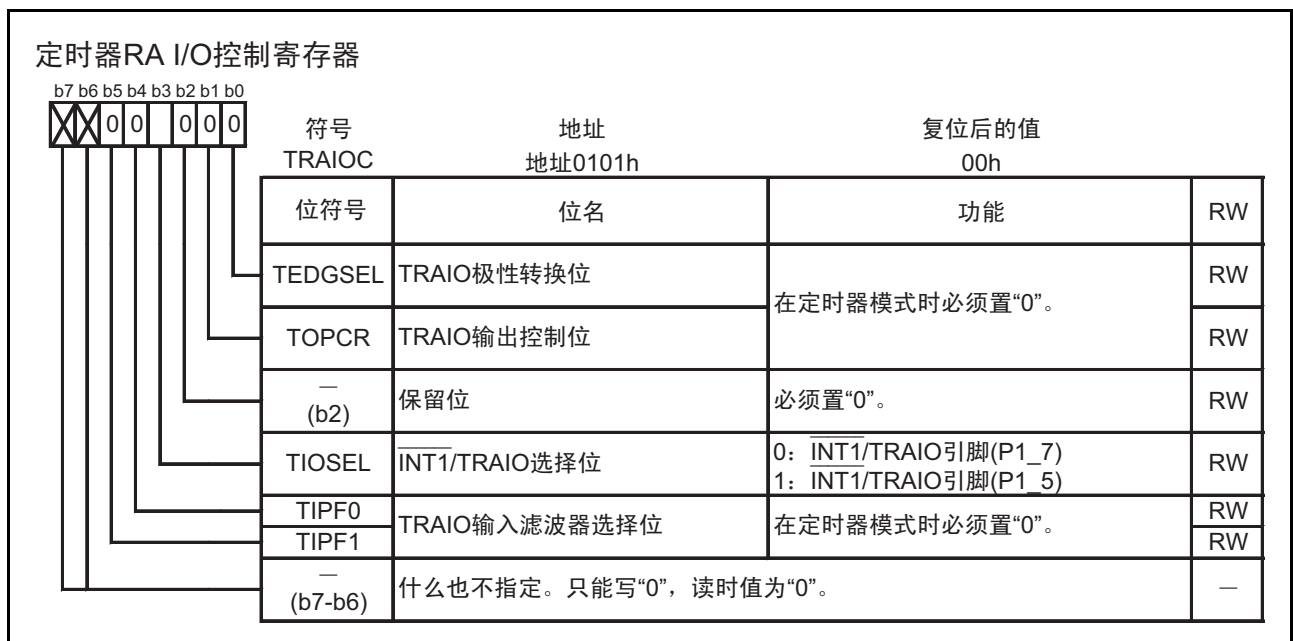 定时器RA I/O控制寄存器
b7 b6 b5 b4 b3 b2 b1 b0
0 0 0 0 0
符号 地址 复位后的值
TRAIOC 地址0101h 00h
位符号 位名 功能 RW
TEDGSEL TRAIO极性转换位 在定时器模式时必须置“0”。 RW
TOPCR TRAIO输出控制位 RW
—
(b2) 保留位 必须置“0”。 RW
TIOSEL INT1/TRAIO选择位 0：INT1/TRAIO引脚(P1_7) RW
1：INT1/TRAIO引脚(P1_5)
TIPF0 TRAIO输入滤波器选择位 在定时器模式时必须置“0”。 RW
TIPF1 RW
—
(b7-b6) 什么也不指定。只能写“0”，读时值为“0”。 —